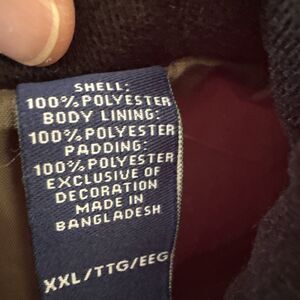 SHELL:
100% POLYESTER
BODY LINING:
100% POLYESTER
PADDING:
100% POLYESTER
EXCLUSIVE OF
DECORATION
MADE IN
BANGLADESH
XXL/TTG/EEG